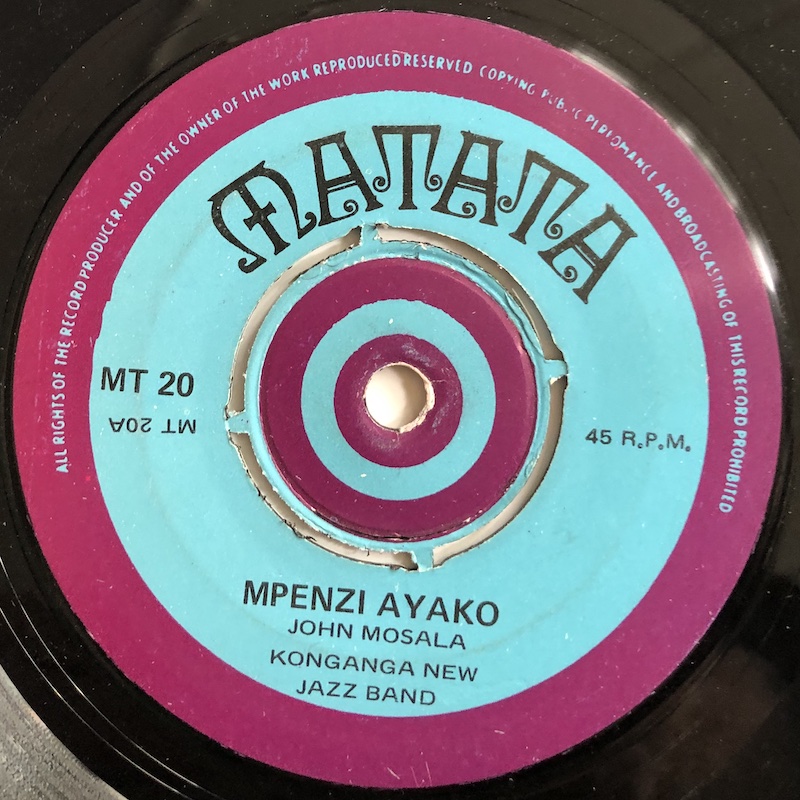 ALL RIGHTS OF THE RECORD PRODUCER AND OF THE OWNER OF THE WORK REPRODUCED RESERVED COPYING PUBLIC PERFOMANCE AND BROADCASTING OF THIS RECORD PROHIBITED
MATATA
MT 20
MT 20A
45 R.P.M.
MPENZI AYAKO
JOHN MOSALA
KONGANGA NEW
JAZZ BAND